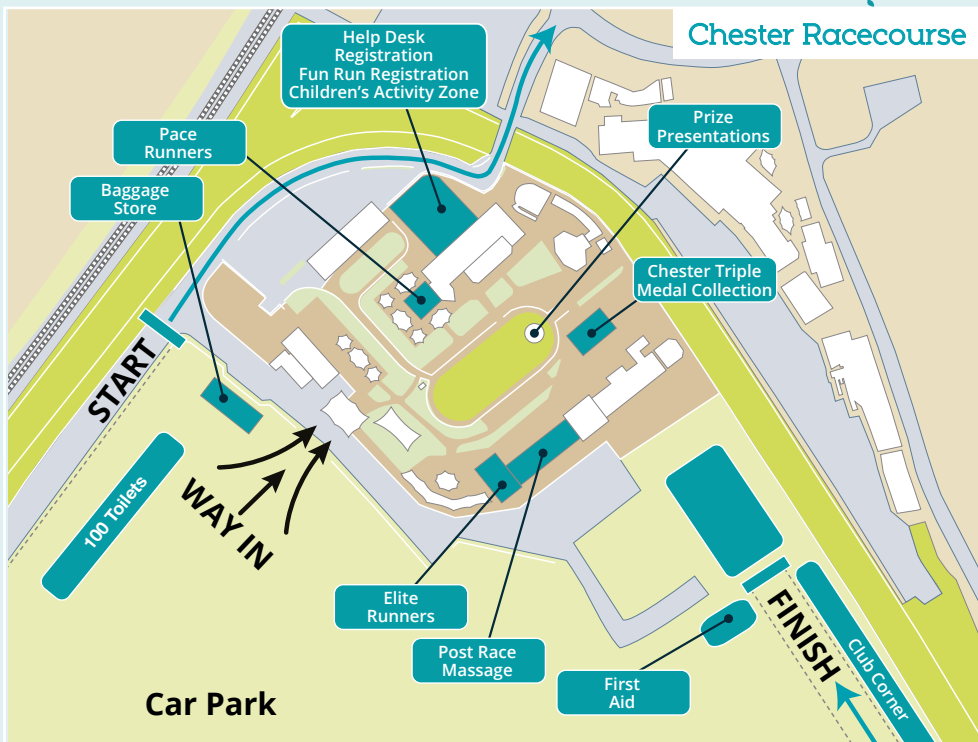 Chester Racecourse
Help Desk
Registration
Fun Run Registration
Children's Activity Zone
Prize
Presentations
Pace
Runners
Baggage
Store
Chester Triple
Medal Collection
START
100 Toilets
WAY IN
Elite
Runners
Post Race
Massage
First
Aid
FINISH
Club Corner
Car Park